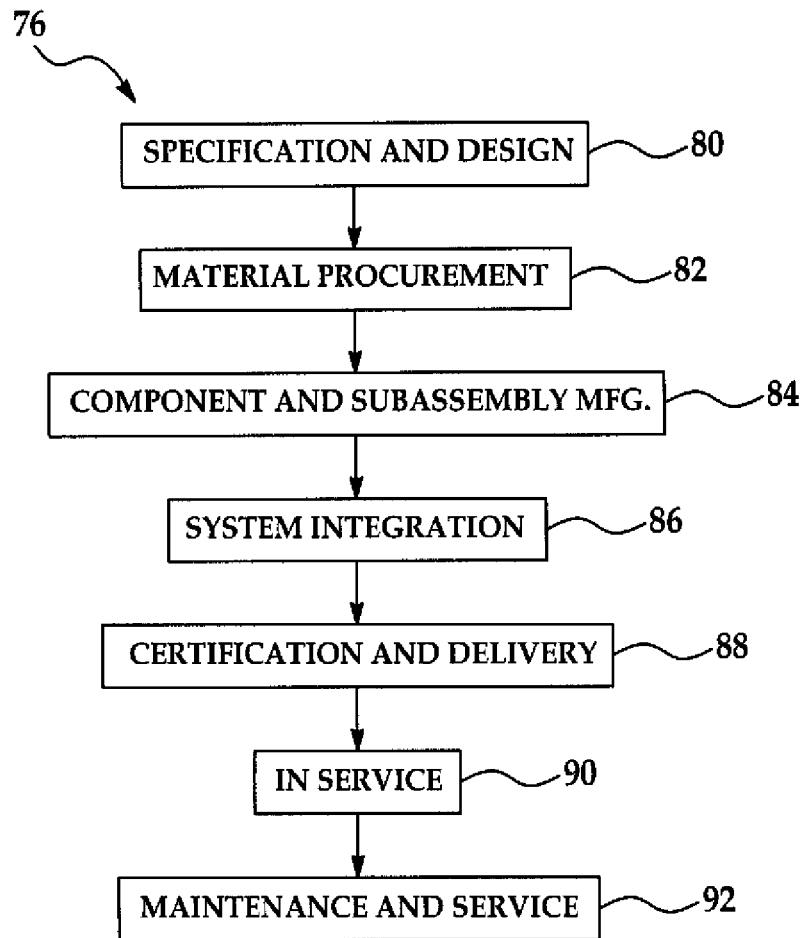 76
SPECIFICATION AND DESIGN 80
MATERIAL PROCUREMENT 82
COMPONENT AND SUBASSEMBLY MFG. 84
SYSTEM INTEGRATION 86
CERTIFICATION AND DELIVERY 88
IN SERVICE 90
MAINTENANCE AND SERVICE 92